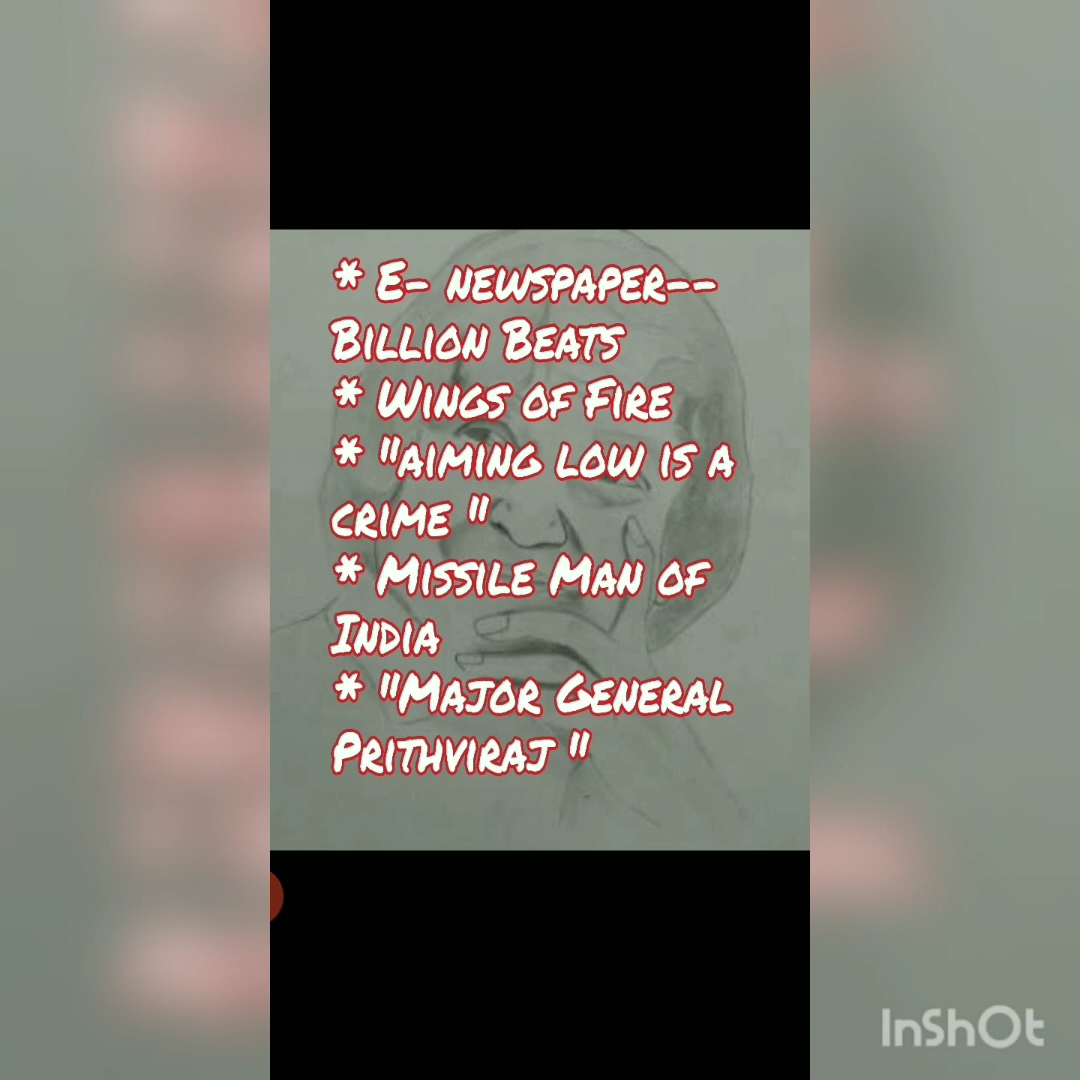 * E- NEWSPAPER--
BILLION BEATS
* WINGS OF FIRE
* "AIMING LOW IS A
CRIME "
* MISSILE MAN OF
INDIA
* "MAJOR GENERAL
PRITHVIRAJ "
InShOt